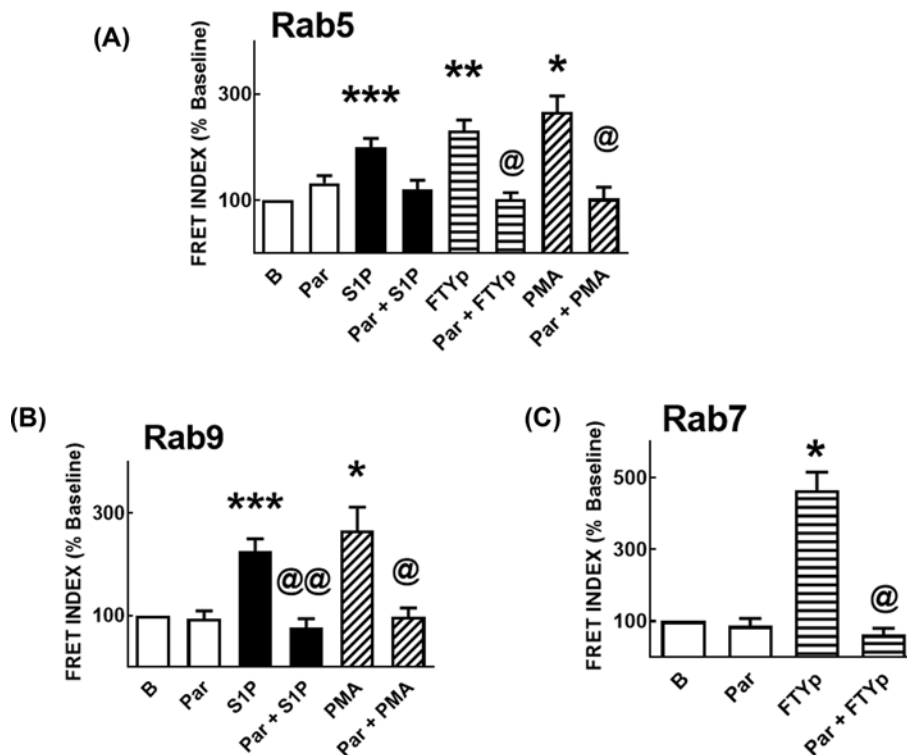 (A) Rab5
FRET INDEX (% Baseline)
300
100
***
**
*
@
@
B
Par
S1P
Par + S1P
FTYp
Par + FTYp
PMA
Par + PMA
(B) Rab9
FRET INDEX (% Baseline)
300
100
***
*
@@
@
B
Par
S1P
Par + S1P
PMA
Par + PMA
(C) Rab7
FRET INDEX (% Baseline)
500
300
100
*
@
B
Par
FTYp
Par + FTYp